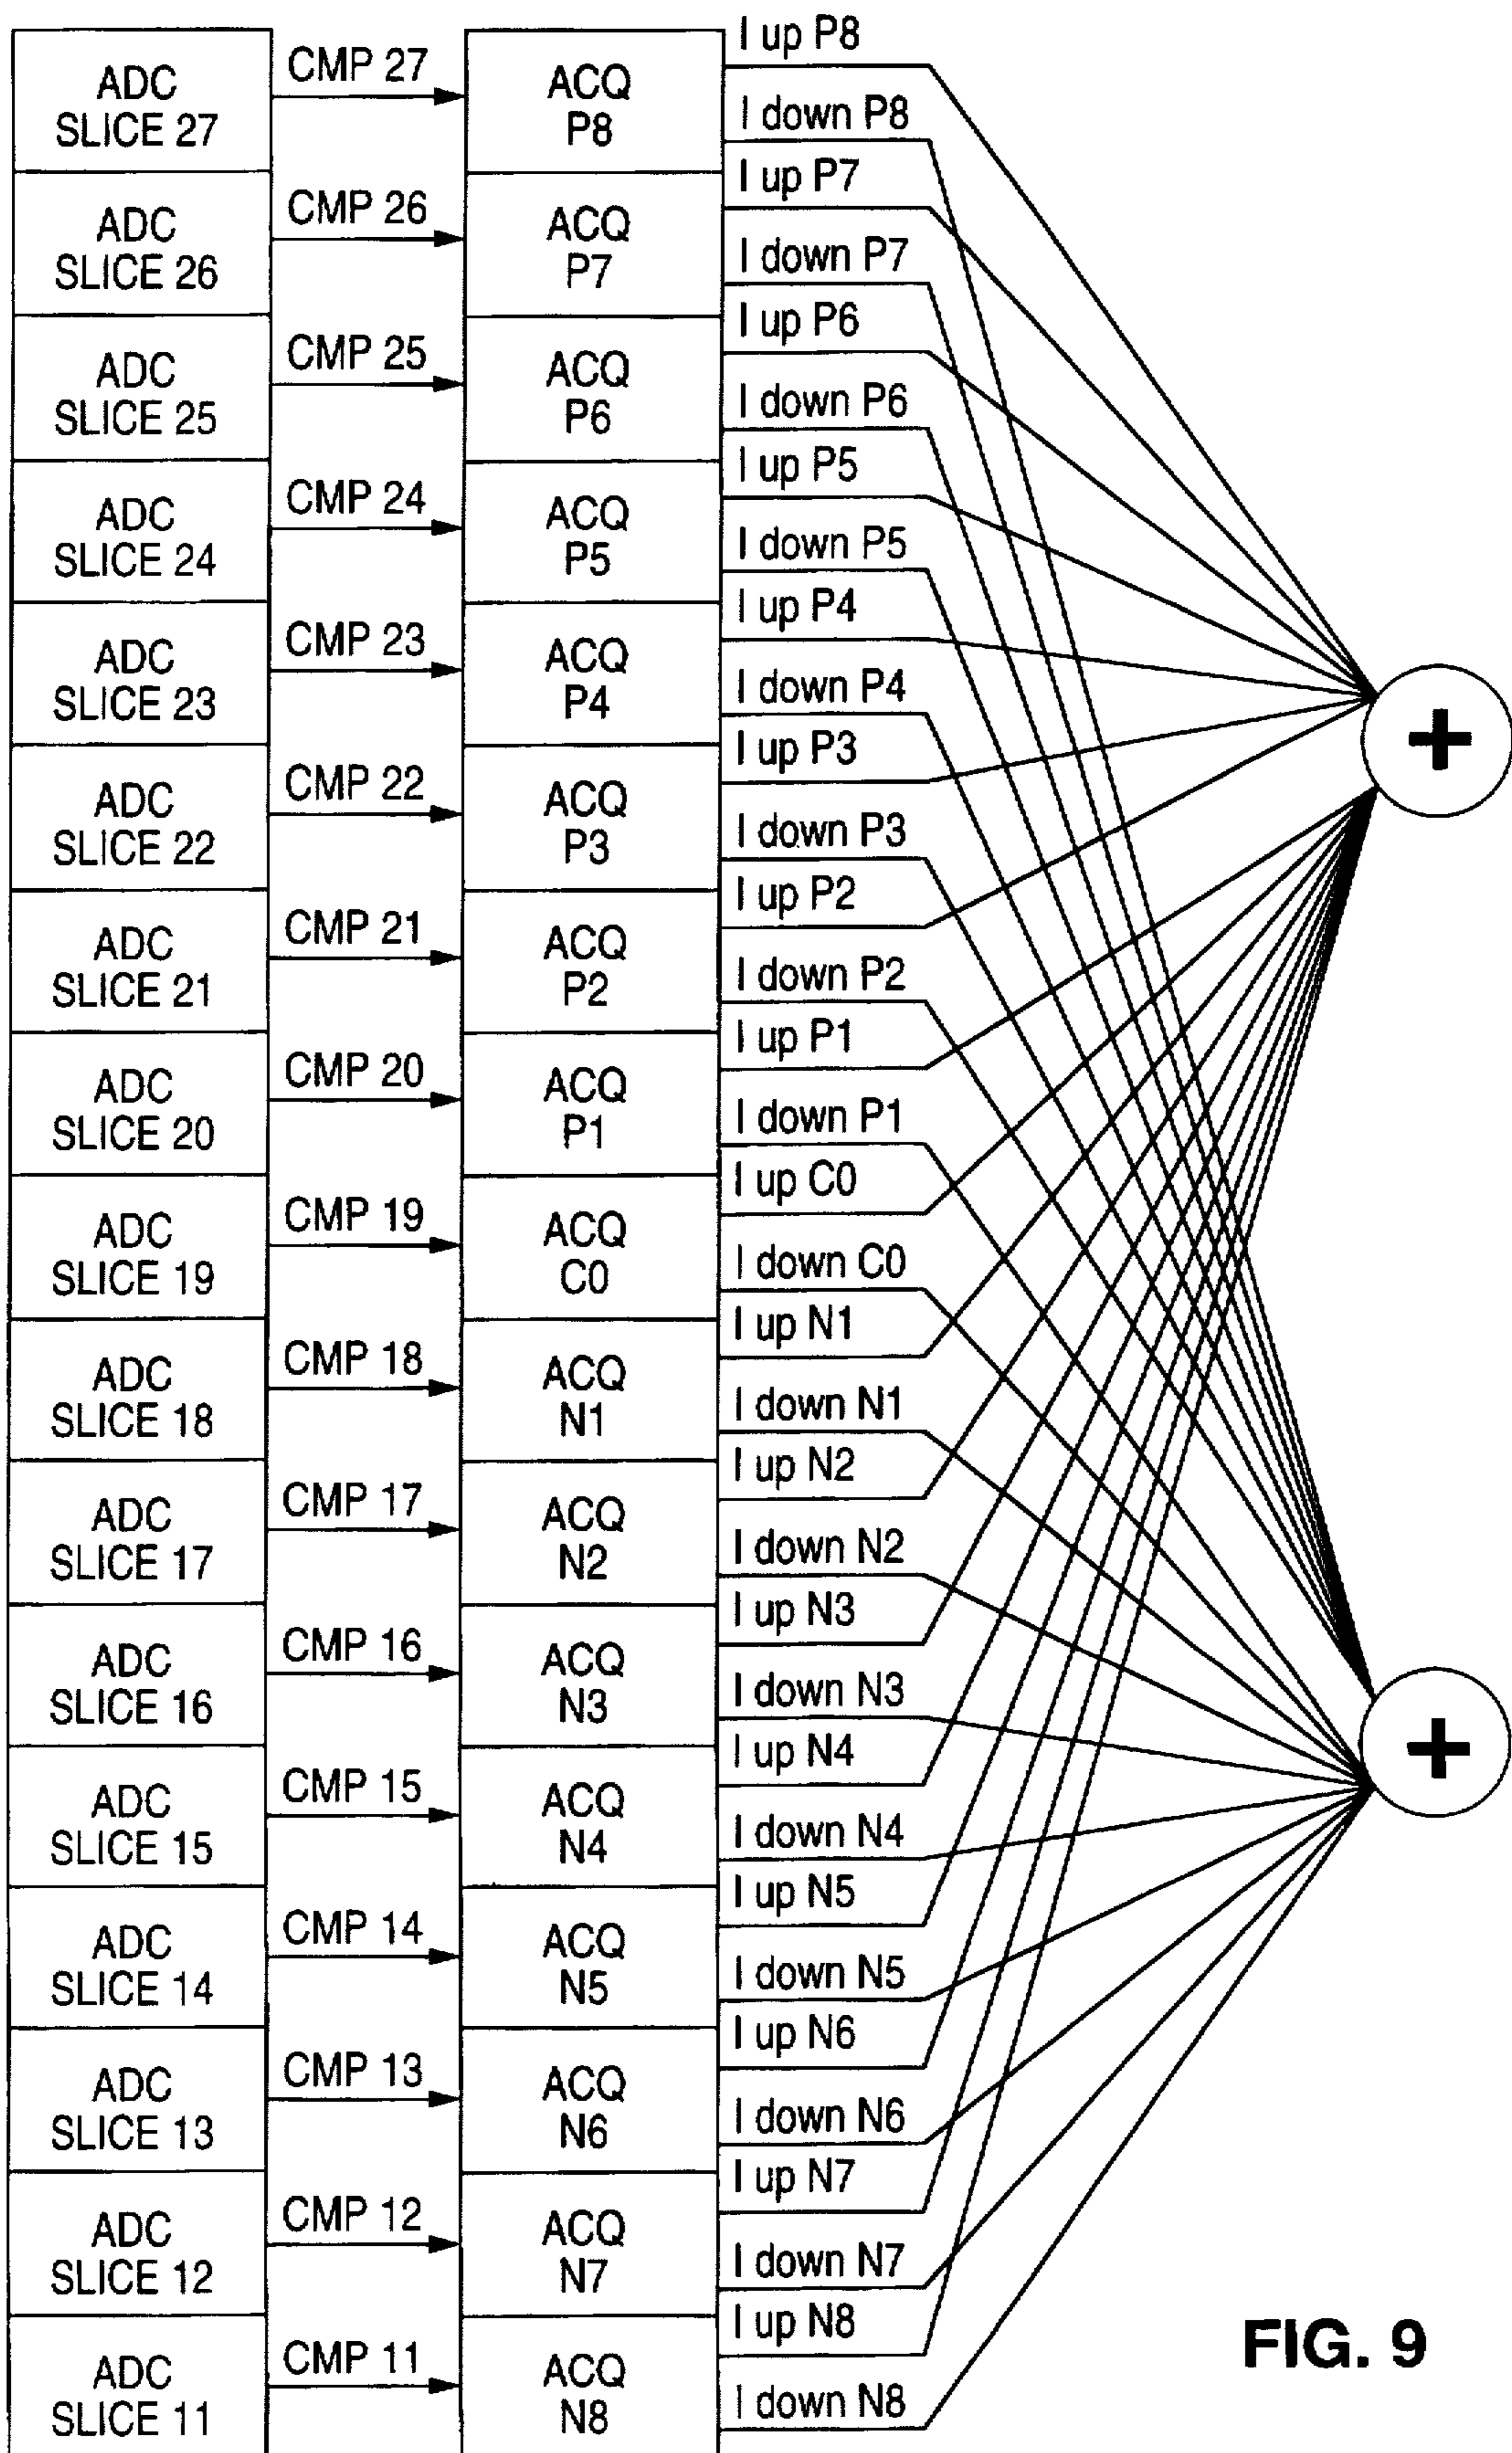 ADC
SLICE 27
CMP 27
ACQ
P8
I up P8
I down P8
ADC
SLICE 26
CMP 26
ACQ
P7
I up P7
I down P7
ADC
SLICE 25
CMP 25
ACQ
P6
I up P6
I down P6
ADC
SLICE 24
CMP 24
ACQ
P5
I up P5
I down P5
ADC
SLICE 23
CMP 23
ACQ
P4
I up P4
I down P4
ADC
SLICE 22
CMP 22
ACQ
P3
I up P3
I down P3
ADC
SLICE 21
CMP 21
ACQ
P2
I up P2
I down P2
ADC
SLICE 20
CMP 20
ACQ
P1
I up P1
I down P1
ADC
SLICE 19
CMP 19
ACQ
C0
I up C0
I down C0
ADC
SLICE 18
CMP 18
ACQ
N1
I up N1
I down N1
ADC
SLICE 17
CMP 17
ACQ
N2
I up N2
I down N2
ADC
SLICE 16
CMP 16
ACQ
N3
I up N3
I down N3
ADC
SLICE 15
CMP 15
ACQ
N4
I up N4
I down N4
ADC
SLICE 14
CMP 14
ACQ
N5
I up N5
I down N5
ADC
SLICE 13
CMP 13
ACQ
N6
I up N6
I down N6
ADC
SLICE 12
CMP 12
ACQ
N7
I up N7
I down N7
ADC
SLICE 11
CMP 11
ACQ
N8
I up N8
I down N8
+
+
FIG. 9